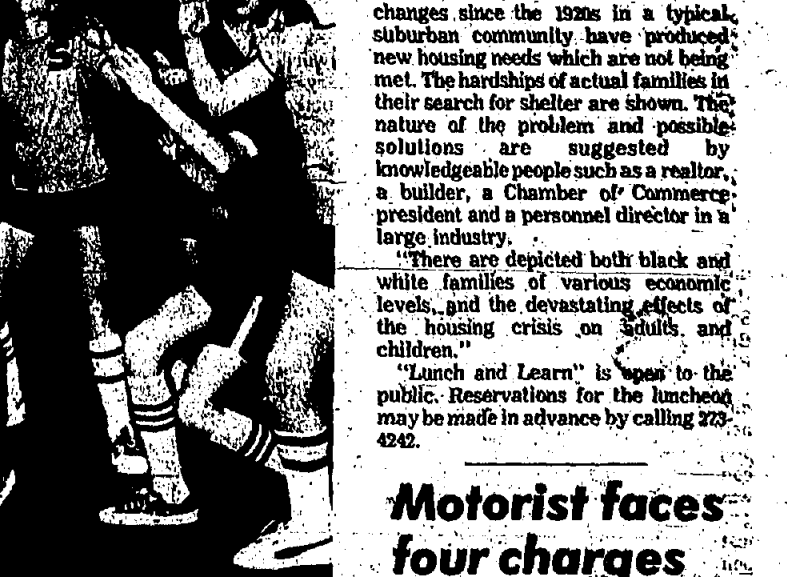 changes since the 1920s in a typical
suburban community have produced
new housing needs which are not being
met. The hardships of actual families in
their search for shelter are shown. The
nature of the problem and possible
solutions are suggested by
knowledgeable people such as a realtor,
a builder, a Chamber of Commerce
president and a personnel director in a
large industry.
"There are depicted both black and
white families of various economic
levels, and the devastating effects of
the housing crisis on adults and
children."
"Lunch and Learn" is open to the
public. Reservations for the luncheon
may be made in advance by calling 273-
4242.
Motorist faces
four charges